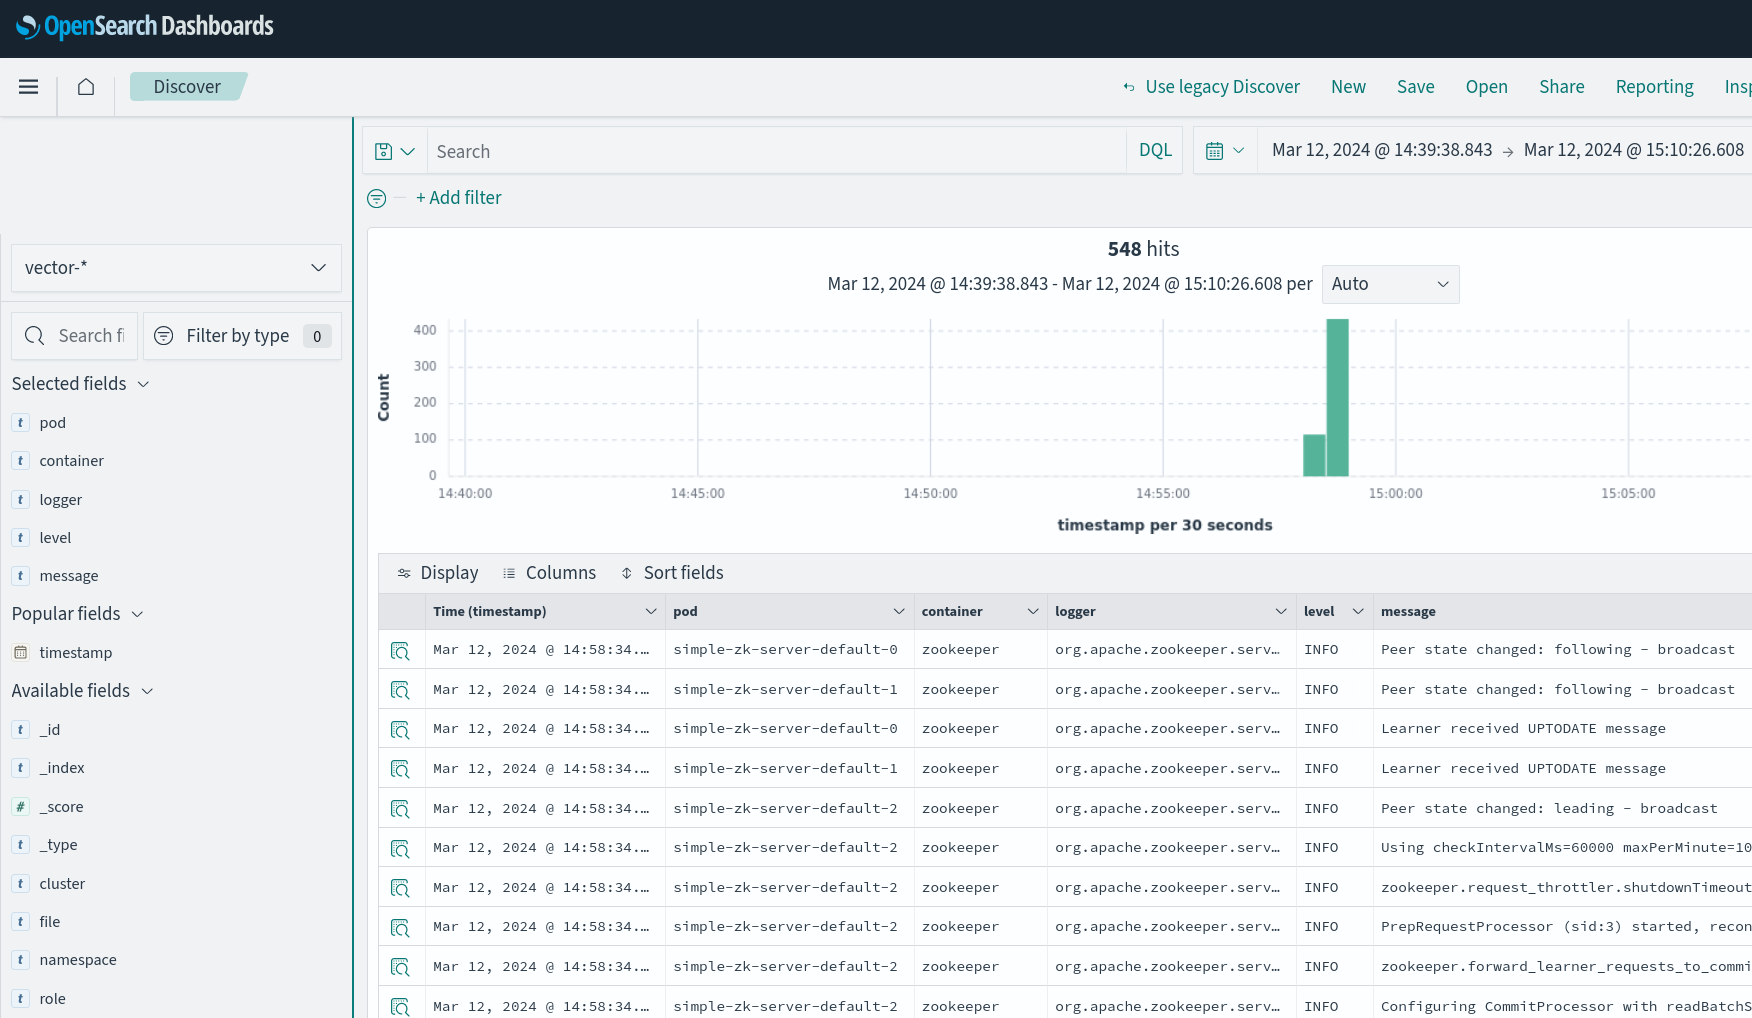 OpenSearch Dashboards
Discover
Use legacy Discover New Save Open Share Reporting Insp
Search DQL Mar 12, 2024 @ 14:39:38.843 → Mar 12, 2024 @ 15:10:26.608
+ Add filter
vector-*
Search fi Filter by type 0
Selected fields
t pod
t container
t logger
t level
t message
Popular fields
timestamp
Available fields
t _id
t _index
# _score
t _type
t cluster
t file
t namespace
t role
548 hits
Mar 12, 2024 @ 14:39:38.843 - Mar 12, 2024 @ 15:10:26.608 per Auto
Count
400
300
200
100
0
14:40:00 14:45:00 14:50:00 14:55:00 15:00:00 15:05:00
timestamp per 30 seconds
Display Columns Sort fields
Time (timestamp) pod container logger level message
Mar 12, 2024 @ 14:58:34.… simple-zk-server-default-0 zookeeper org.apache.zookeeper.serv… INFO Peer state changed: following - broadcast
Mar 12, 2024 @ 14:58:34.… simple-zk-server-default-1 zookeeper org.apache.zookeeper.serv… INFO Peer state changed: following - broadcast
Mar 12, 2024 @ 14:58:34.… simple-zk-server-default-0 zookeeper org.apache.zookeeper.serv… INFO Learner received UPTODATE message
Mar 12, 2024 @ 14:58:34.… simple-zk-server-default-1 zookeeper org.apache.zookeeper.serv… INFO Learner received UPTODATE message
Mar 12, 2024 @ 14:58:34.… simple-zk-server-default-2 zookeeper org.apache.zookeeper.serv… INFO Peer state changed: leading - broadcast
Mar 12, 2024 @ 14:58:34.… simple-zk-server-default-2 zookeeper org.apache.zookeeper.serv… INFO Using checkIntervalMs=60000 maxPerMinute=10
Mar 12, 2024 @ 14:58:34.… simple-zk-server-default-2 zookeeper org.apache.zookeeper.serv… INFO zookeeper.request_throttler.shutdownTimeout
Mar 12, 2024 @ 14:58:34.… simple-zk-server-default-2 zookeeper org.apache.zookeeper.serv… INFO PrepRequestProcessor (sid:3) started, recon
Mar 12, 2024 @ 14:58:34.… simple-zk-server-default-2 zookeeper org.apache.zookeeper.serv… INFO zookeeper.forward_learner_requests_to_commi
Mar 12, 2024 @ 14:58:34.… simple-zk-server-default-2 zookeeper org.apache.zookeeper.serv… INFO Configuring CommitProcessor with readBatchS